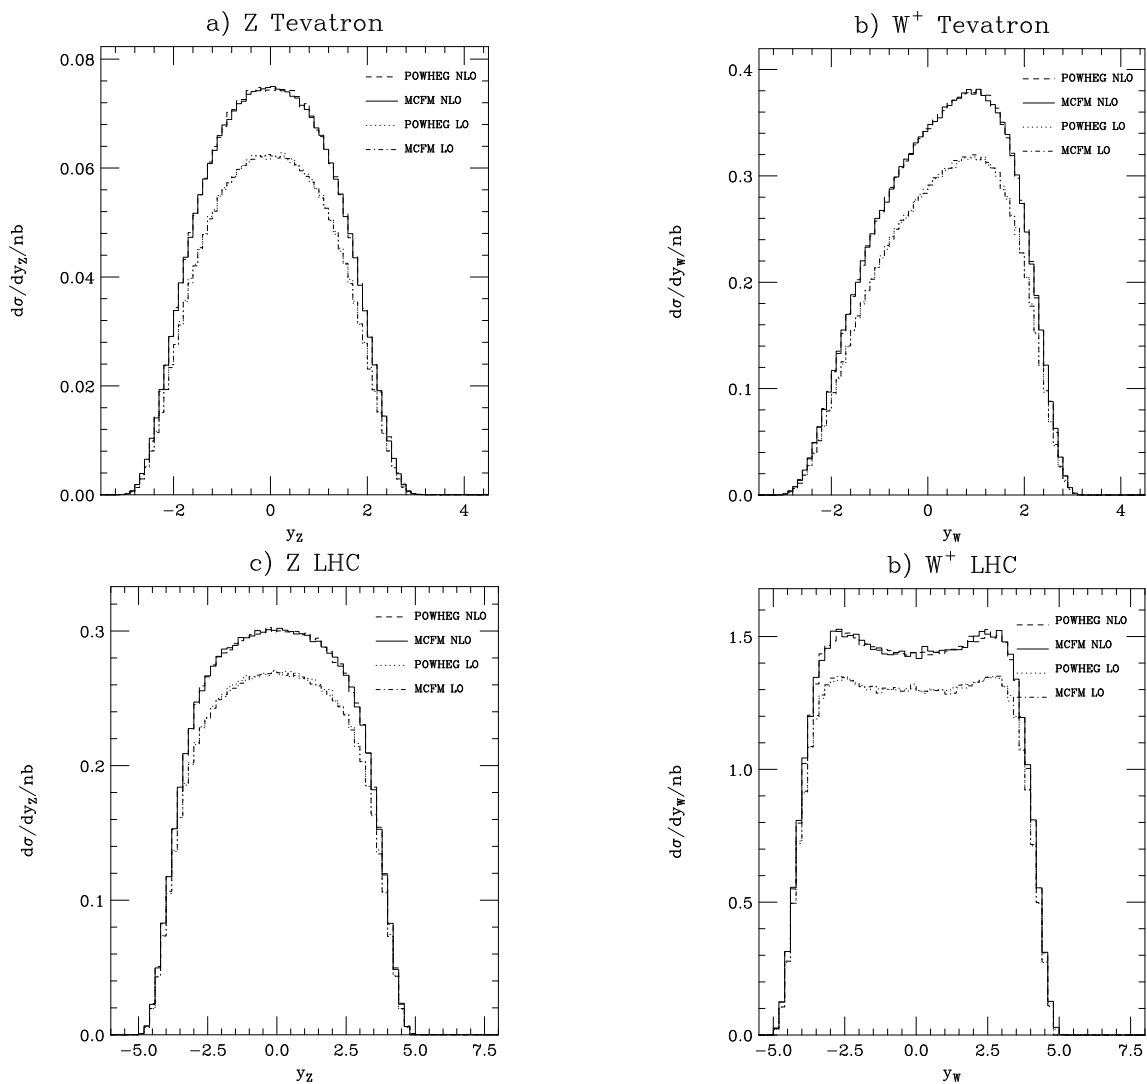 a) Z Tevatron
POWHEG NLO
MCFM NLO
POWHEG LO
MCFM LO
dσ/dy_Z/nb
0.08
0.06
0.04
0.02
0.00
−2 0 2 4
y_Z
b) W⁺ Tevatron
POWHEG NLO
MCFM NLO
POWHEG LO
MCFM LO
dσ/dy_W/nb
0.4
0.3
0.2
0.1
0.0
−2 0 2 4
y_W
c) Z LHC
POWHEG NLO
MCFM NLO
POWHEG LO
MCFM LO
dσ/dy_Z/nb
0.3
0.2
0.1
0.0
−5.0 −2.5 0.0 2.5 5.0 7.5
y_Z
b) W⁺ LHC
POWHEG NLO
MCFM NLO
POWHEG LO
MCFM LO
dσ/dy_W/nb
1.5
1.0
0.5
0.0
−5.0 −2.5 0.0 2.5 5.0 7.5
y_W